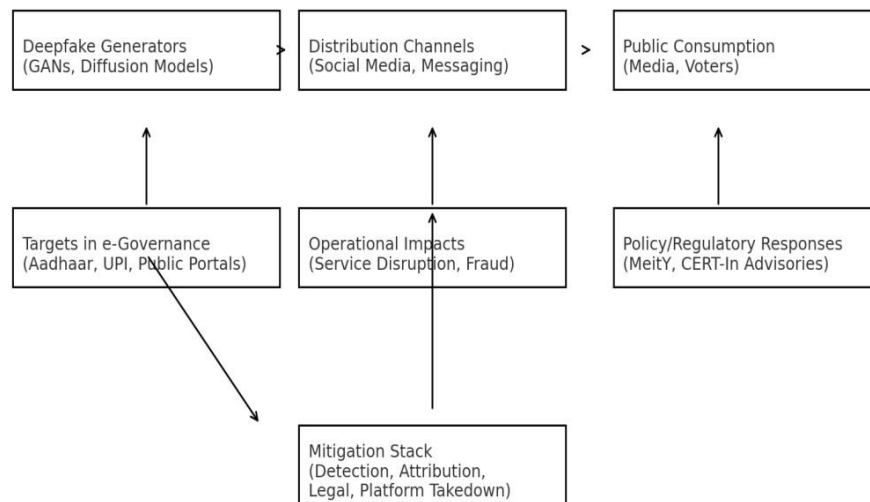 Deepfake Generators
(GANs, Diffusion Models)
Distribution Channels
(Social Media, Messaging)
Public Consumption
(Media, Voters)
Targets in e-Governance
(Aadhaar, UPI, Public Portals)
Operational Impacts
(Service Disruption, Fraud)
Policy/Regulatory Responses
(MeitY, CERT-In Advisories)
Mitigation Stack
(Detection, Attribution,
Legal, Platform Takedown)